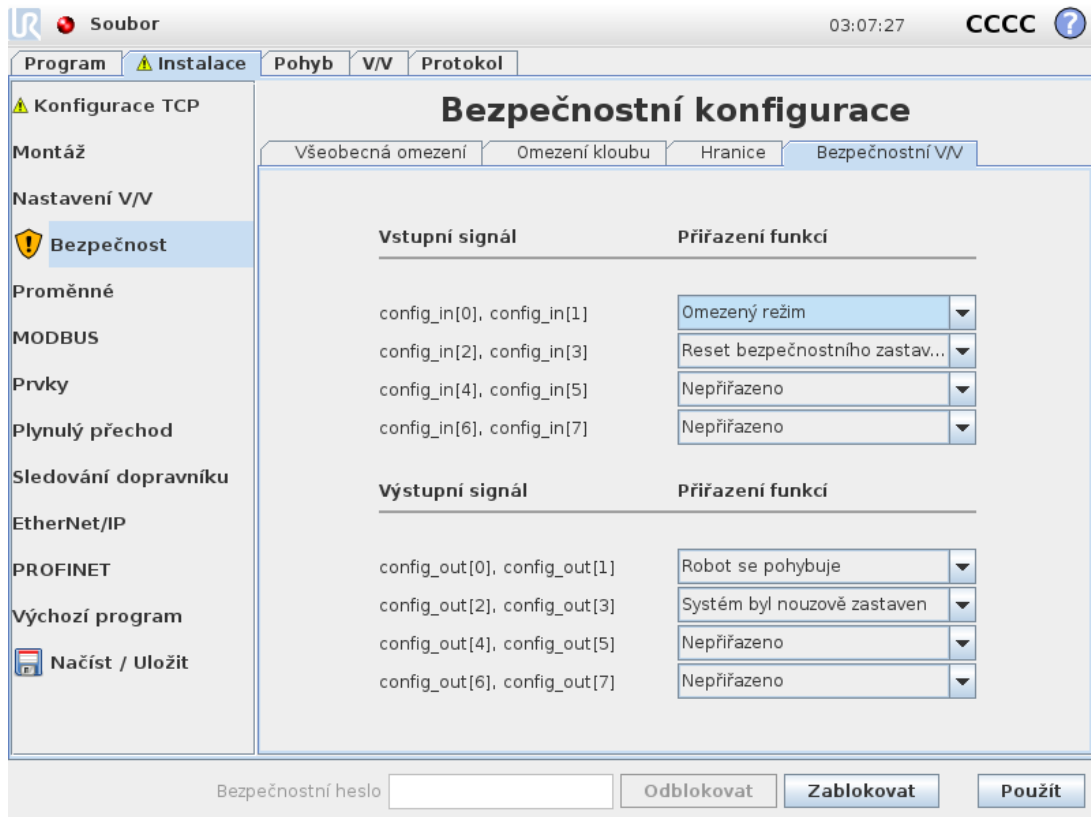 UR Soubor 03:07:27 CCCC ?
Program Instalace Pohyb V/V Protokol
Konfigurace TCP
Montáž
Nastavení V/V
Bezpečnost
Proměnné
MODBUS
Prvky
Plynulý přechod
Sledování dopravníku
EtherNet/IP
PROFINET
Výchozí program
Načíst / Uložit
Bezpečnostní konfigurace
Všeobecná omezení Omezení kloubu Hranice Bezpečnostní V/V
Vstupní signál Přiřazení funkcí
config_in[0], config_in[1] Omezený režim
config_in[2], config_in[3] Reset bezpečnostního zastav...
config_in[4], config_in[5] Nepřiřazeno
config_in[6], config_in[7] Nepřiřazeno
Výstupní signál Přiřazení funkcí
config_out[0], config_out[1] Robot se pohybuje
config_out[2], config_out[3] Systém byl nouzově zastaven
config_out[4], config_out[5] Nepřiřazeno
config_out[6], config_out[7] Nepřiřazeno
Bezpečnostní heslo Odblokovat Zablokovat Použít